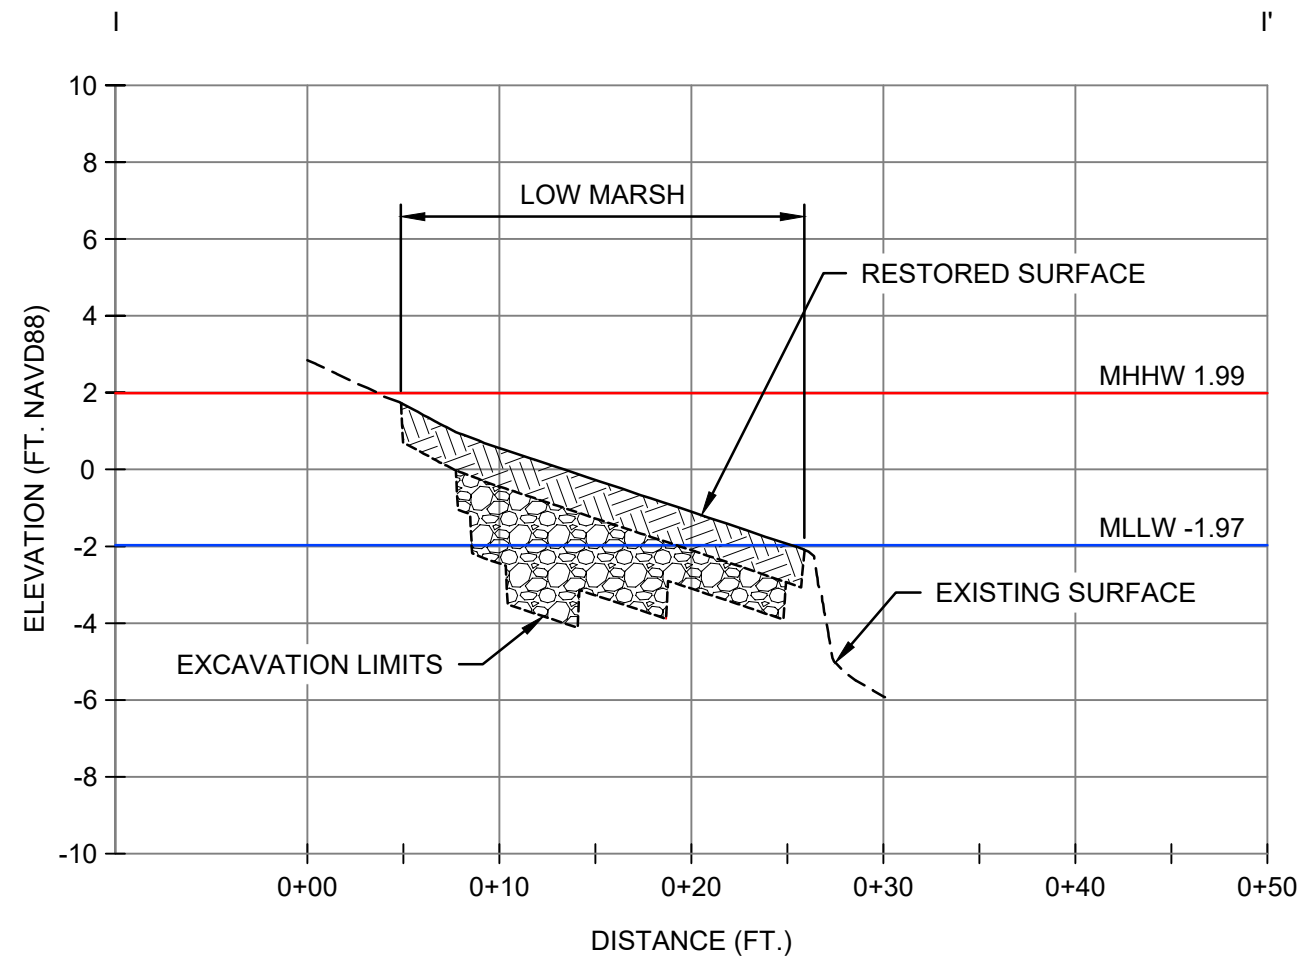 I I'
10
8
LOW MARSH
6
RESTORED SURFACE
4
MHHW 1.99
2
0
MLLW -1.97
-2
EXISTING SURFACE
-4
EXCAVATION LIMITS
-6
-8
-10
ELEVATION (FT. NAVD88)
0+00 0+10 0+20 0+30 0+40 0+50
DISTANCE (FT.)